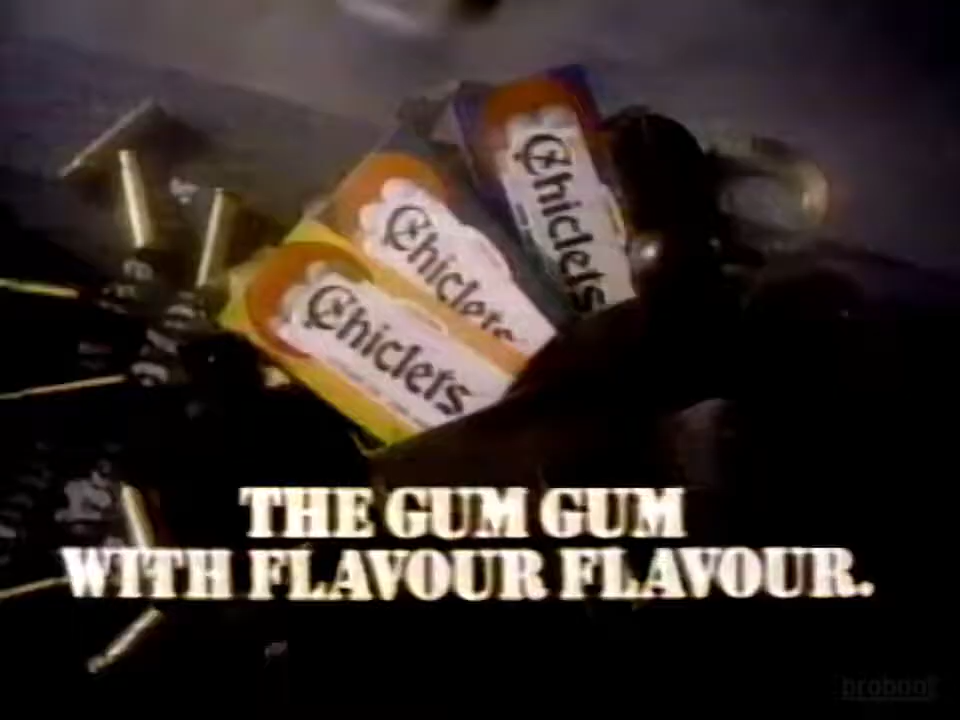 Chiclets
Chiclets
Chiclets
THE GUM GUM
WITH FLAVOUR FLAVOUR.